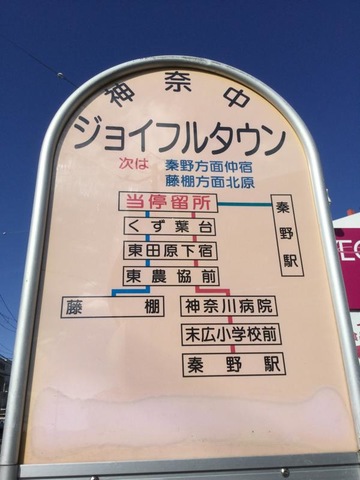 神奈中
ジョイフルタウン
次は 秦野方面仲宿
藤棚方面北原
当停留所
秦野駅
くず葉台
東田原下宿
東農協前
藤棚
神奈川病院
末広小学校前
秦野駅